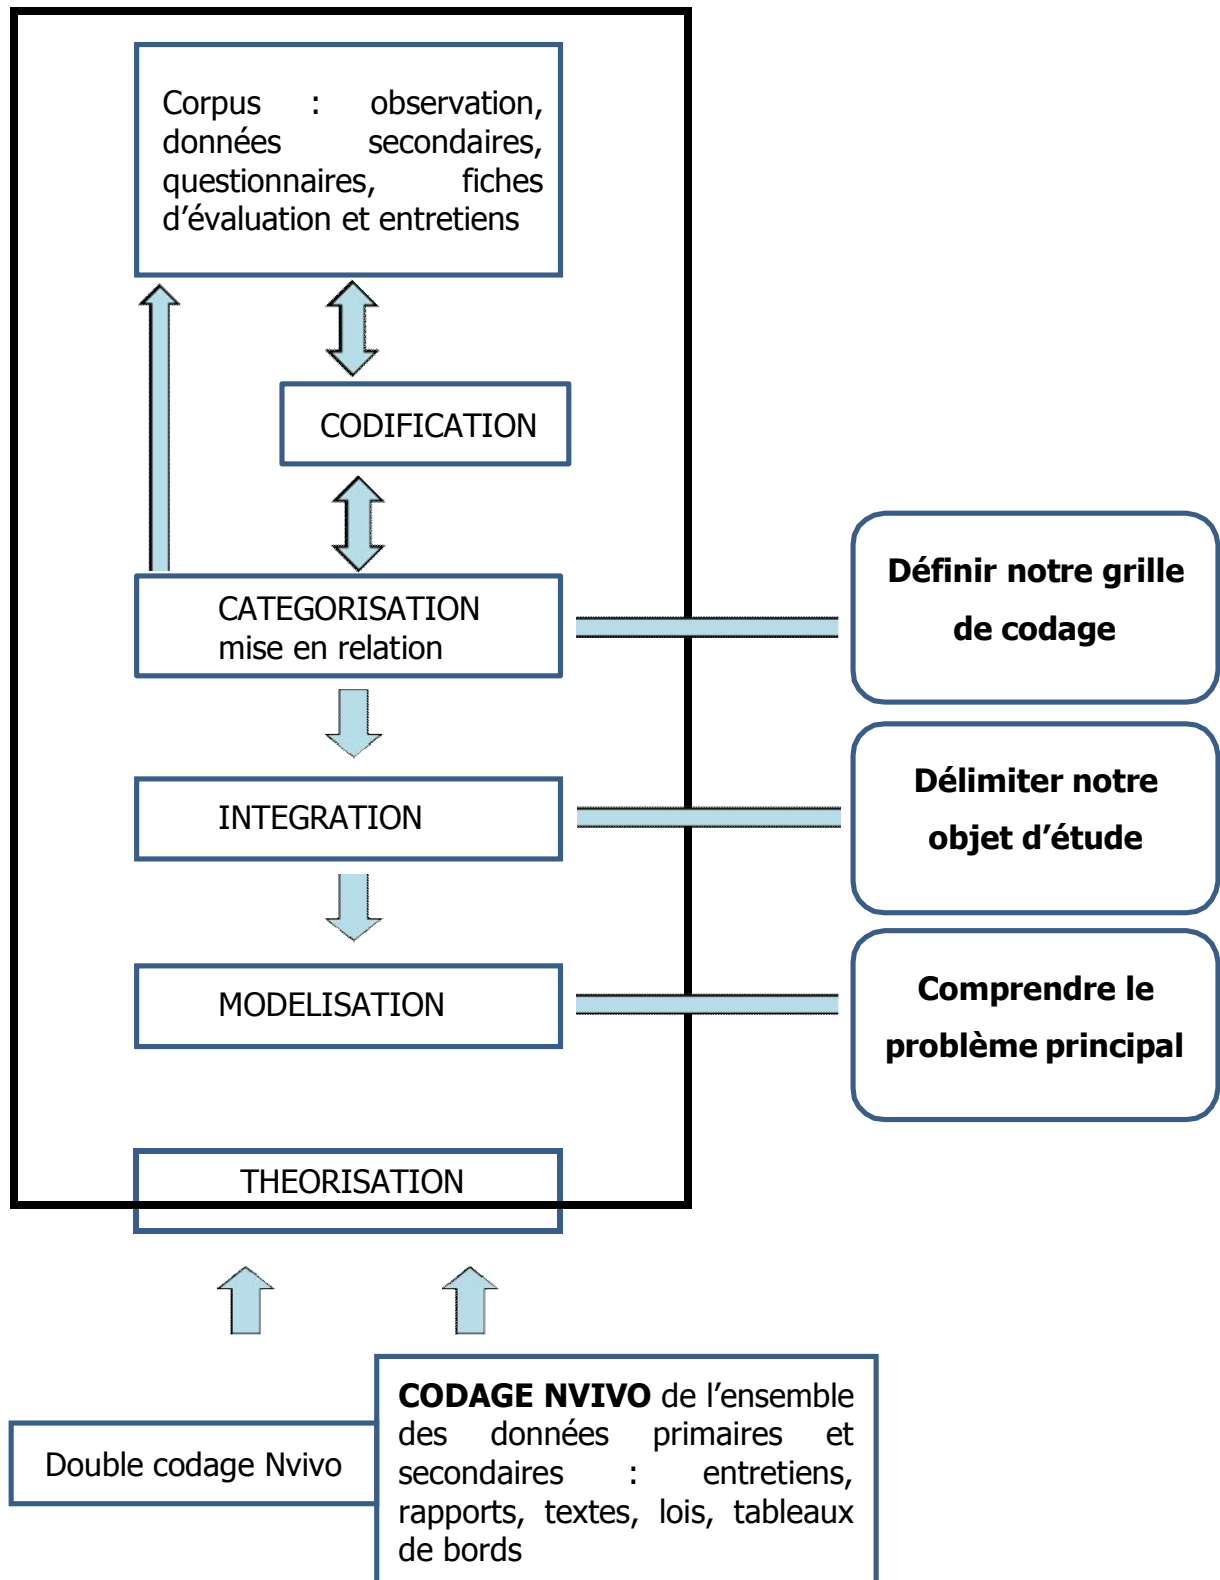 Corpus : observation,
données secondaires,
questionnaires, fiches
d’évaluation et entretiens
CODIFICATION
CATEGORISATION
mise en relation
Définir notre grille
de codage
INTEGRATION
Délimiter notre
objet d’étude
MODELISATION
Comprendre le
problème principal
THEORISATION
Double codage Nvivo
CODAGE NVIVO de l’ensemble
des données primaires et
secondaires : entretiens,
rapports, textes, lois, tableaux
de bords